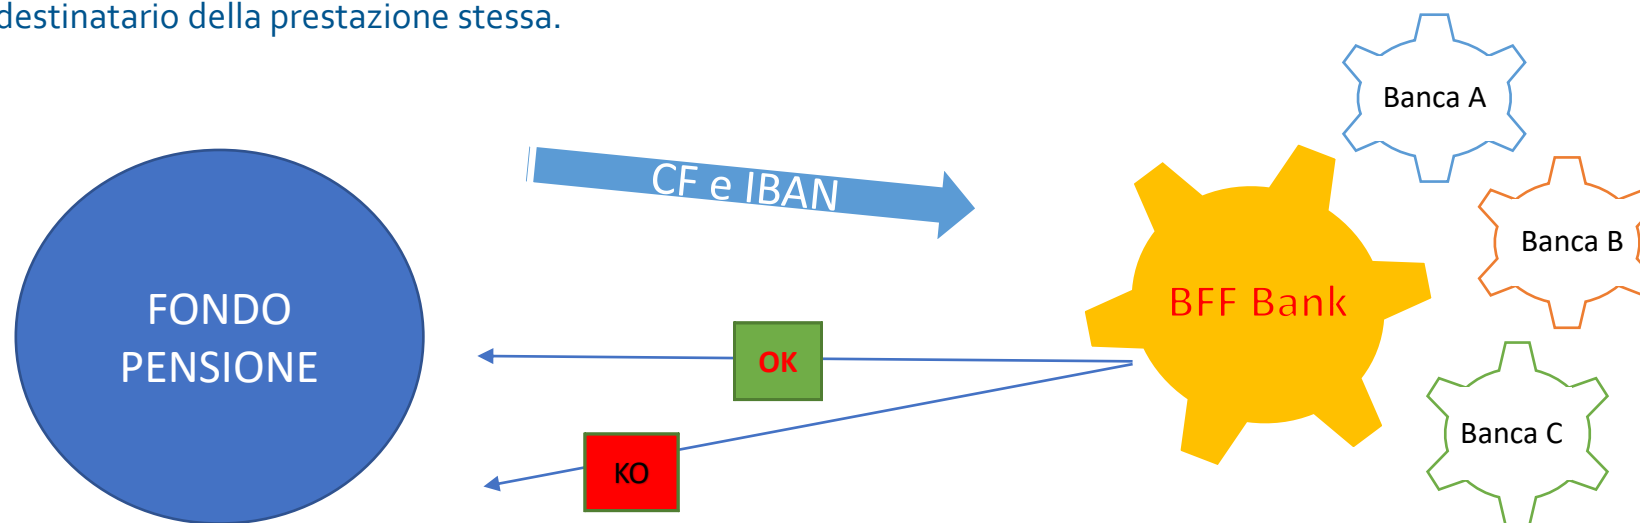 destinatario della prestazione stessa.
Banca A
CF e IBAN
Banca B
FONDO
PENSIONE
BFF Bank
OK
Banca C
KO